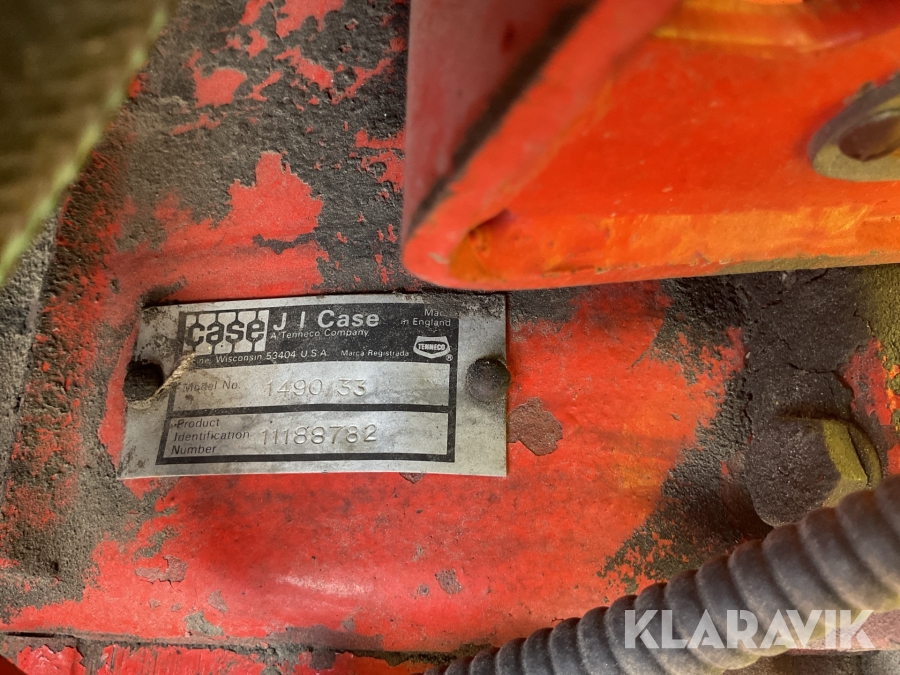 case J I Case
A Tenneco Company
Made in England
ne, Wisconsin 53404 U.S.A. Marca Registrada TENNECO ®
Model No. 1490/33
Product Identification Number 11188782
KLARAVIK